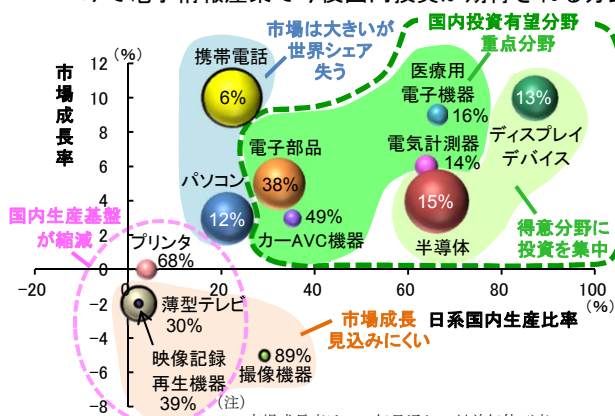 国内投資有望分野
重点分野
市場は大きいが
世界シェア
失う
(%)
市場成長率
12
10
8
6
4
2
0
−2
−4
−6
−8
携帯電話
6%
医療用
電子機器
16%
13%
ディスプレイ
デバイス
電気計測器
14%
電子部品
38%
パソコン
12%
49%
カーAVC機器
15%
半導体
得意分野に
投資を集中
国内生産基盤
が縮減
プリンタ
68%
−20
0
20
40
60
80
100
(%)
日系国内生産比率
薄型テレビ
30%
市場成長
見込みにくい
映像記録
再生機器
39%
89%
撮像機器
(注)